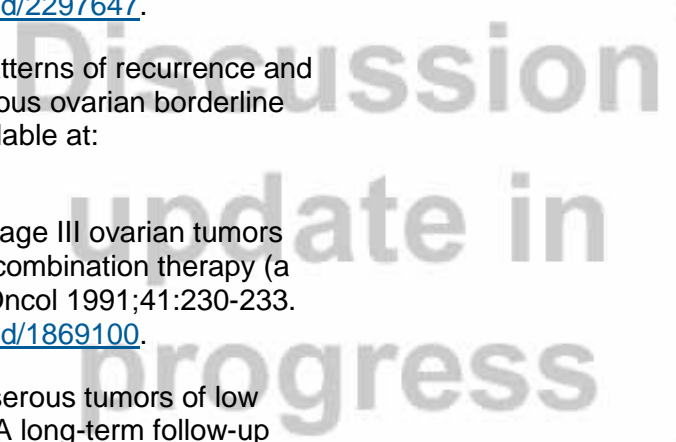 d/2297647.
Discussion
tterns of recurrence and
ous ovarian borderline
lable at:
update in
age III ovarian tumors
combination therapy (a
Oncol 1991;41:230-233.
d/1869100.
progress
serous tumors of low
A long-term follow-up